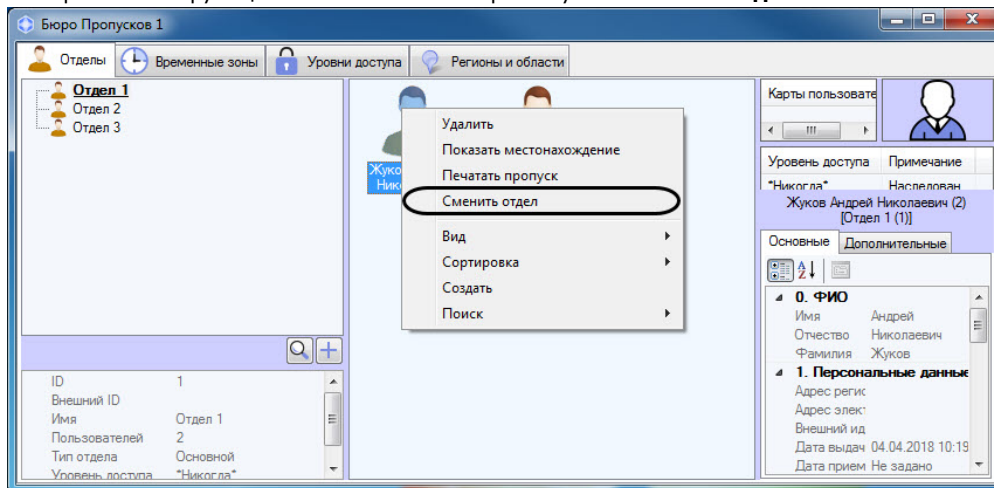 Бюро Пропусков 1
Отделы
Временные зоны
Уровни доступа
Регионы и области
Отдел 1
Отдел 2
Отдел 3
ID 1
Внешний ID
Имя Отдел 1
Пользователей 2
Тип отдела Основной
Уровень доступа "Никогда"
Удалить
Показать местонахождение
Печатать пропуск
Сменить отдел
Вид
Сортировка
Создать
Поиск
Карты пользовате
Уровень доступа Примечание
"Никогда" Наследован
Жуков Андрей Николаевич (2)
[Отдел 1 (1)]
Основные Дополнительные
0. ФИО
Имя Андрей
Отчество Николаевич
Фамилия Жуков
1. Персональные данные
Адрес регис
Адрес элект
Внешний ид
Дата выдач 04.04.2018 10:19
Дата прием Не задано